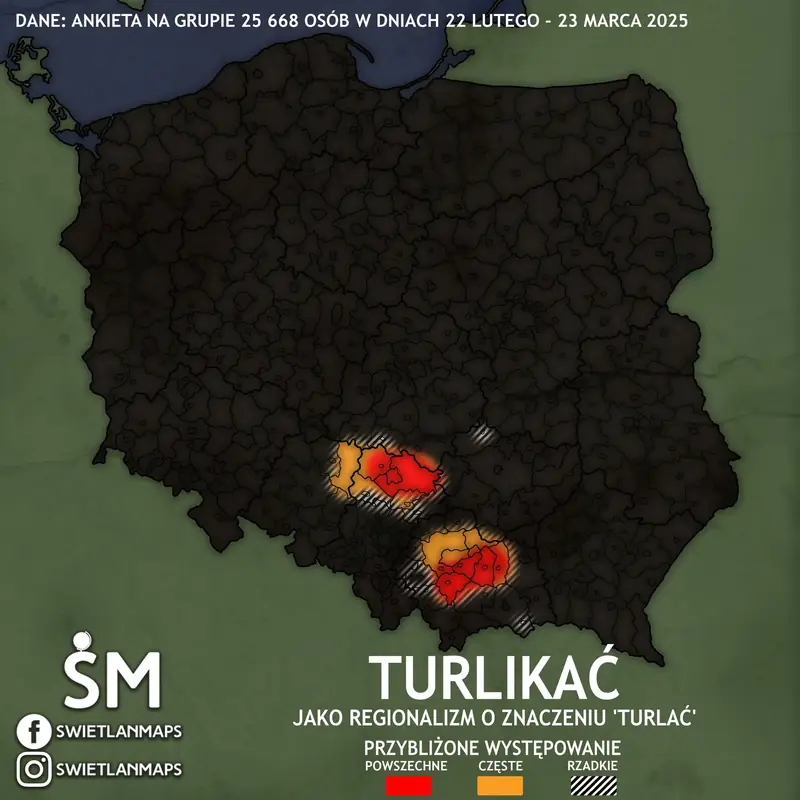 DANE: ANKIETA NA GRUPIE 25 668 OSÓB W DNIACH 22 LUTEGO - 23 MARCA 2025
ŚM
SWIETLANMAPS
SWIETLANMAPS
TURLIKAĆ
JAKO REGIONALIZM O ZNACZENIU 'TURLAĆ'
PRZYBLIŻONE WYSTĘPOWANIE
POWSZECHNE CZĘSTE RZADKIE